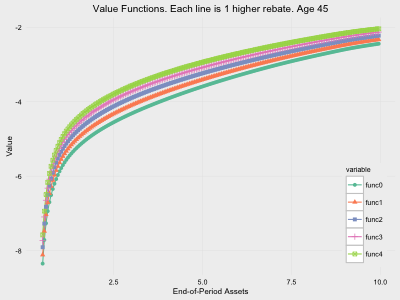 Value Functions. Each line is 1 higher rebate. Age 45
-2
-4
-6
-8
Value
2.5 5.0 7.5 10.0
End-of-Period Assets
variable
func0
func1
func2
func3
func4